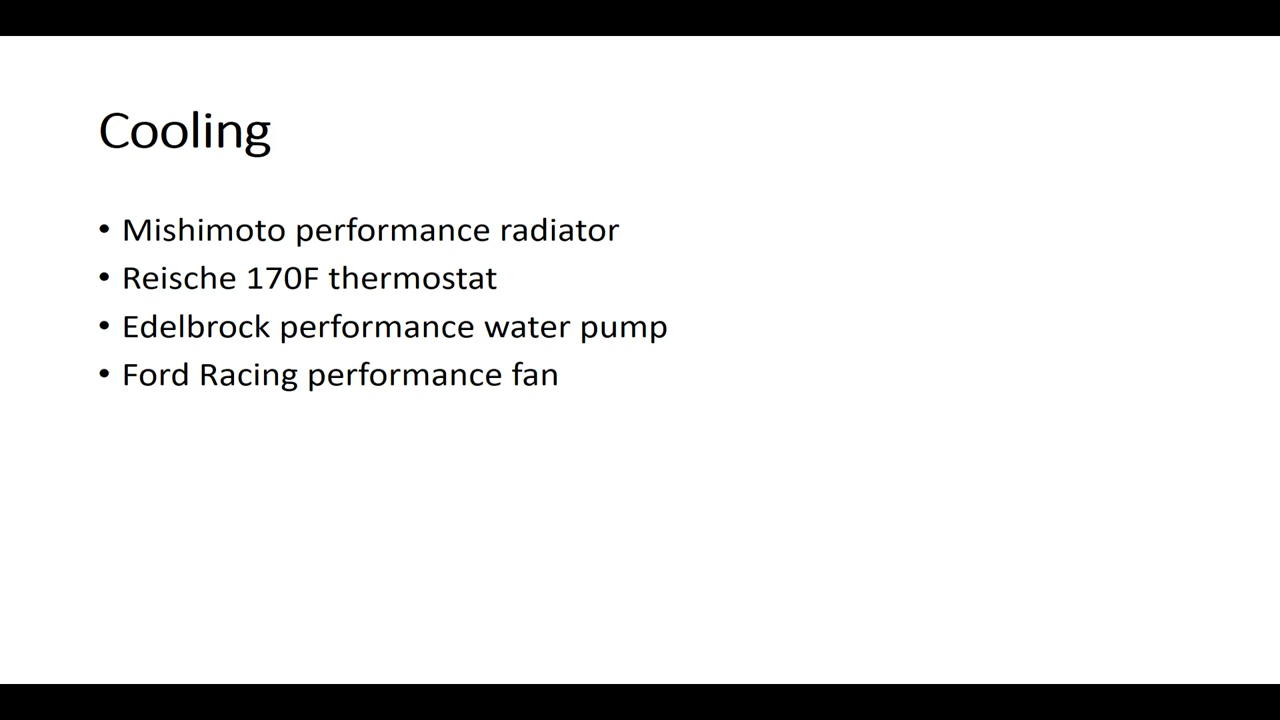 Cooling
• Mishimoto performance radiator
• Reische 170F thermostat
• Edelbrock performance water pump
• Ford Racing performance fan